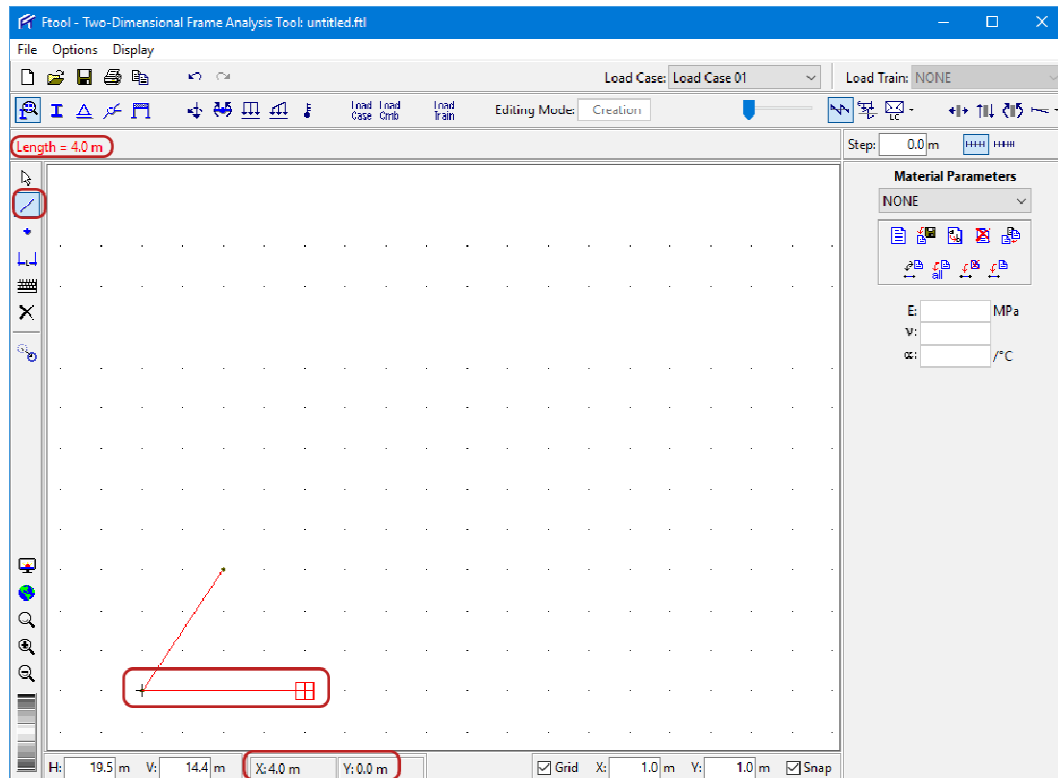 Ftool - Two-Dimensional Frame Analysis Tool: untitled.ftl
File Options Display
Load Case: Load Case 01 Load Train: NONE
Load Case Load Cmb Load Train Editing Mode: Creation
Length = 4.0 m Step: 0.0 m
Material Parameters
NONE
all
E: MPa
ν:
α: /°C
H: 19.5 m V: 14.4 m X: 4.0 m Y: 0.0 m Grid X: 1.0 m Y: 1.0 m Snap